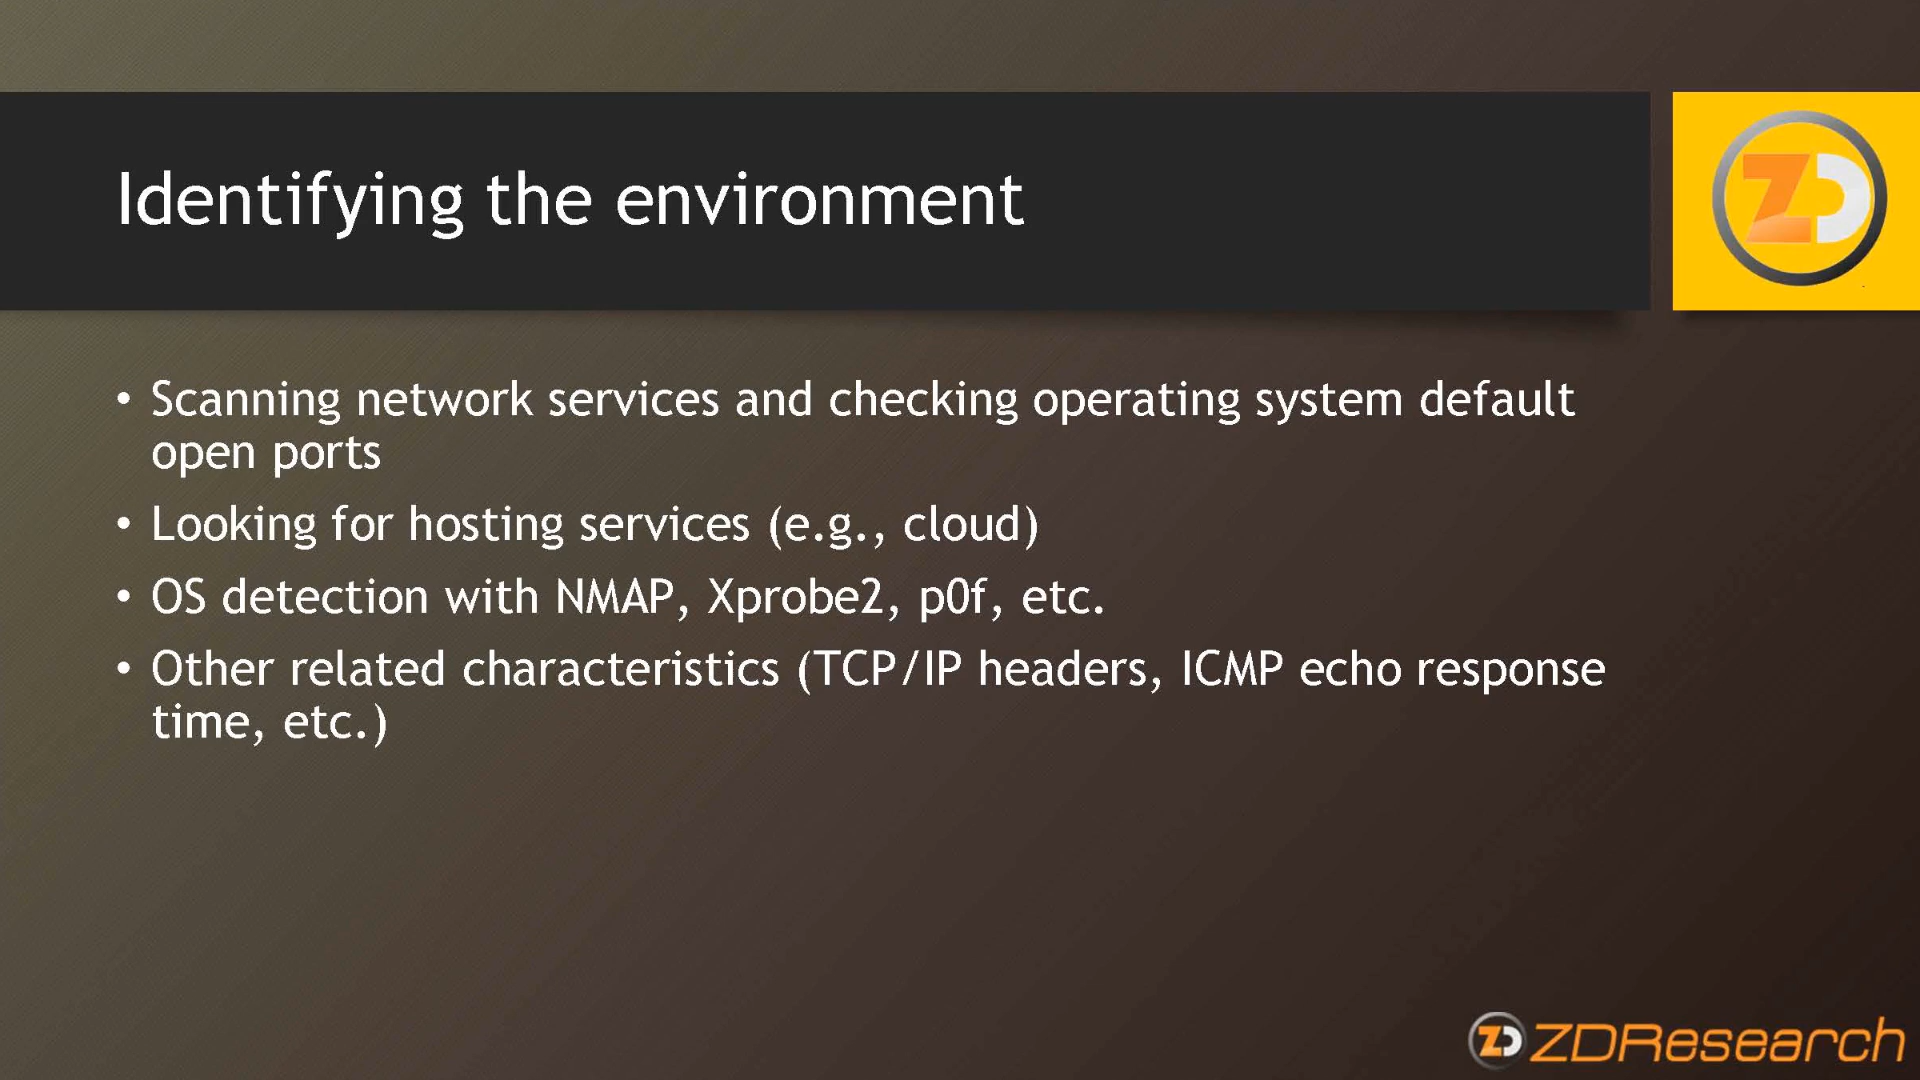 Identifying the environment
ZD
• Scanning network services and checking operating system default
open ports
• Looking for hosting services (e.g., cloud)
• OS detection with NMAP, Xprobe2, p0f, etc.
• Other related characteristics (TCP/IP headers, ICMP echo response
time, etc.)
ZD ZDResearch